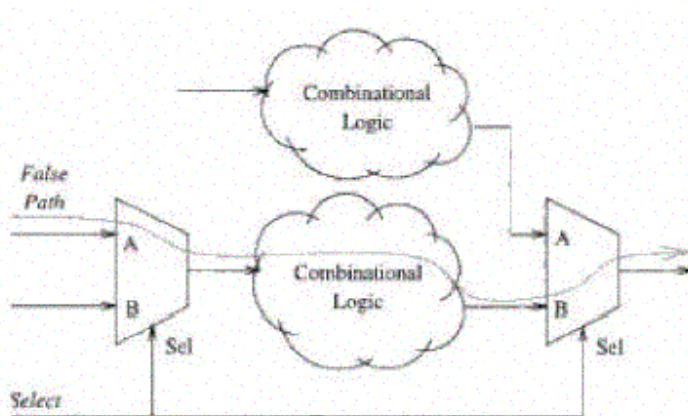 Combinational
Logic
False
Path
A
B
Sel
Combinational
Logic
A
B
Sel
Select